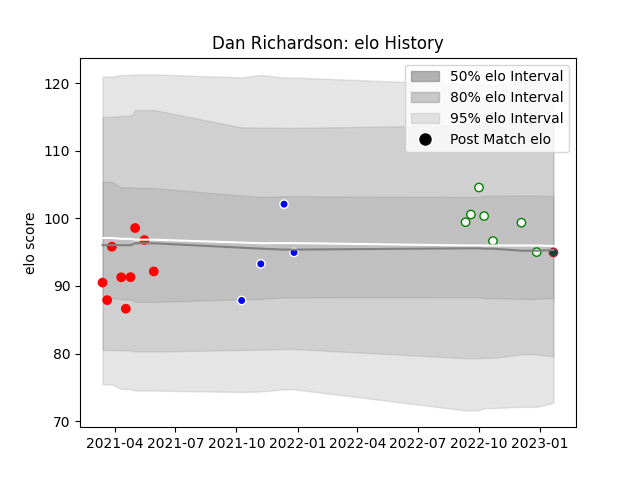 Dan Richardson: elo History
50% elo Interval
80% elo Interval
95% elo Interval
Post Match elo
elo score
120
110
100
90
80
70
2021-04 2021-07 2021-10 2022-01 2022-04 2022-07 2022-10 2023-01